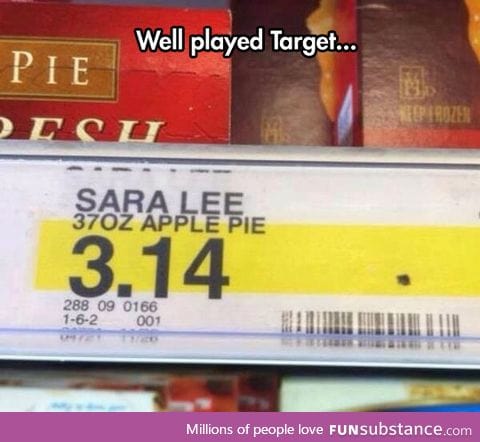 Well played Target...
PIE
KEEP FROZEN
SARA LEE
37OZ APPLE PIE
3.14
288 09 0166
1-6-2 001
Millions of people love FUNsubstance.com